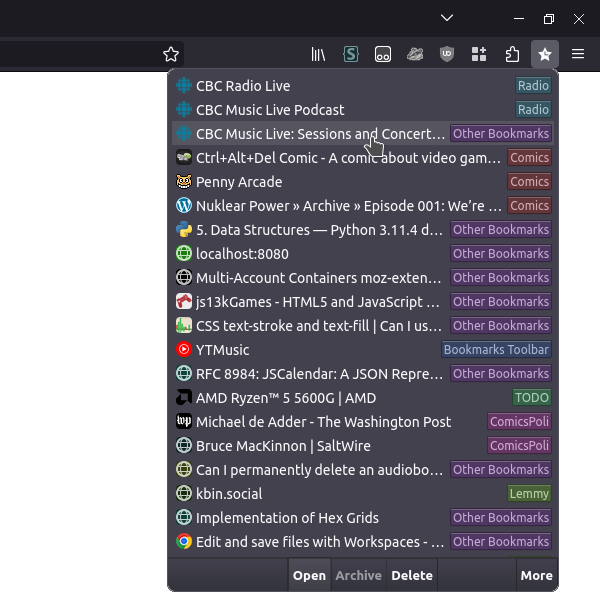 CBC Radio Live Radio
CBC Music Live Podcast Radio
CBC Music Live: Sessions and Concert… Other Bookmarks
Ctrl+Alt+Del Comic - A comic about video gam… Comics
Penny Arcade Comics
Nuklear Power » Archive » Episode 001: We’re … Comics
5. Data Structures — Python 3.11.4 d… Other Bookmarks
localhost:8080 Other Bookmarks
Multi-Account Containers moz-exten… Other Bookmarks
js13kGames - HTML5 and JavaScript … Other Bookmarks
CSS text-stroke and text-fill | Can I us… Other Bookmarks
YTMusic Bookmarks Toolbar
RFC 8984: JSCalendar: A JSON Repre… Other Bookmarks
AMD Ryzen™ 5 5600G | AMD TODO
Michael de Adder - The Washington Post ComicsPoli
Bruce MacKinnon | SaltWire ComicsPoli
Can I permanently delete an audiobo… Other Bookmarks
kbin.social Lemmy
Implementation of Hex Grids Other Bookmarks
Edit and save files with Workspaces - … Other Bookmarks
Open Archive Delete More